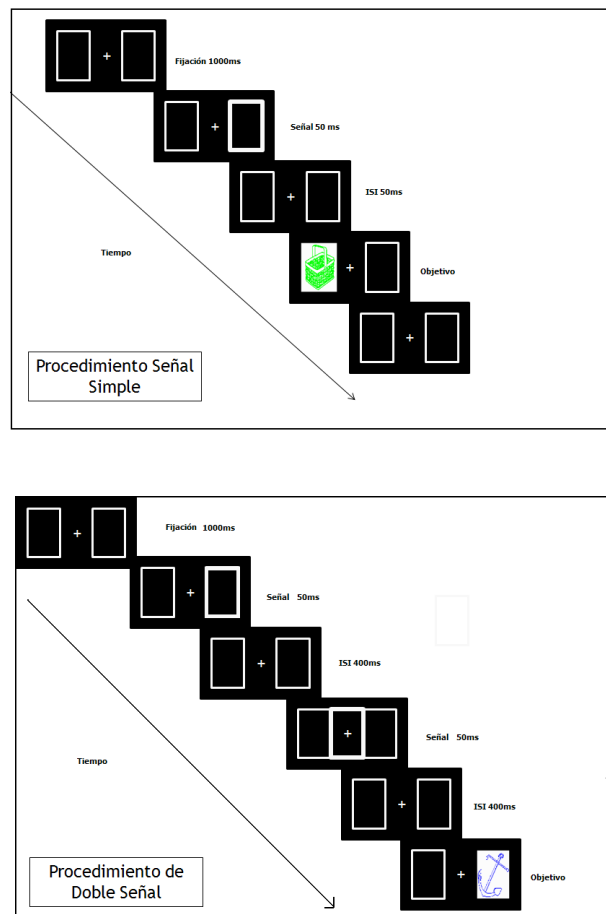 Fijación 1000ms
Señal 50 ms
ISI 50ms
Tiempo
Objetivo
Procedimiento Señal
Simple
Fijación 1000ms
Señal 50ms
ISI 400ms
Señal 50ms
Tiempo
ISI 400ms
Procedimiento de
Doble Señal
Objetivo